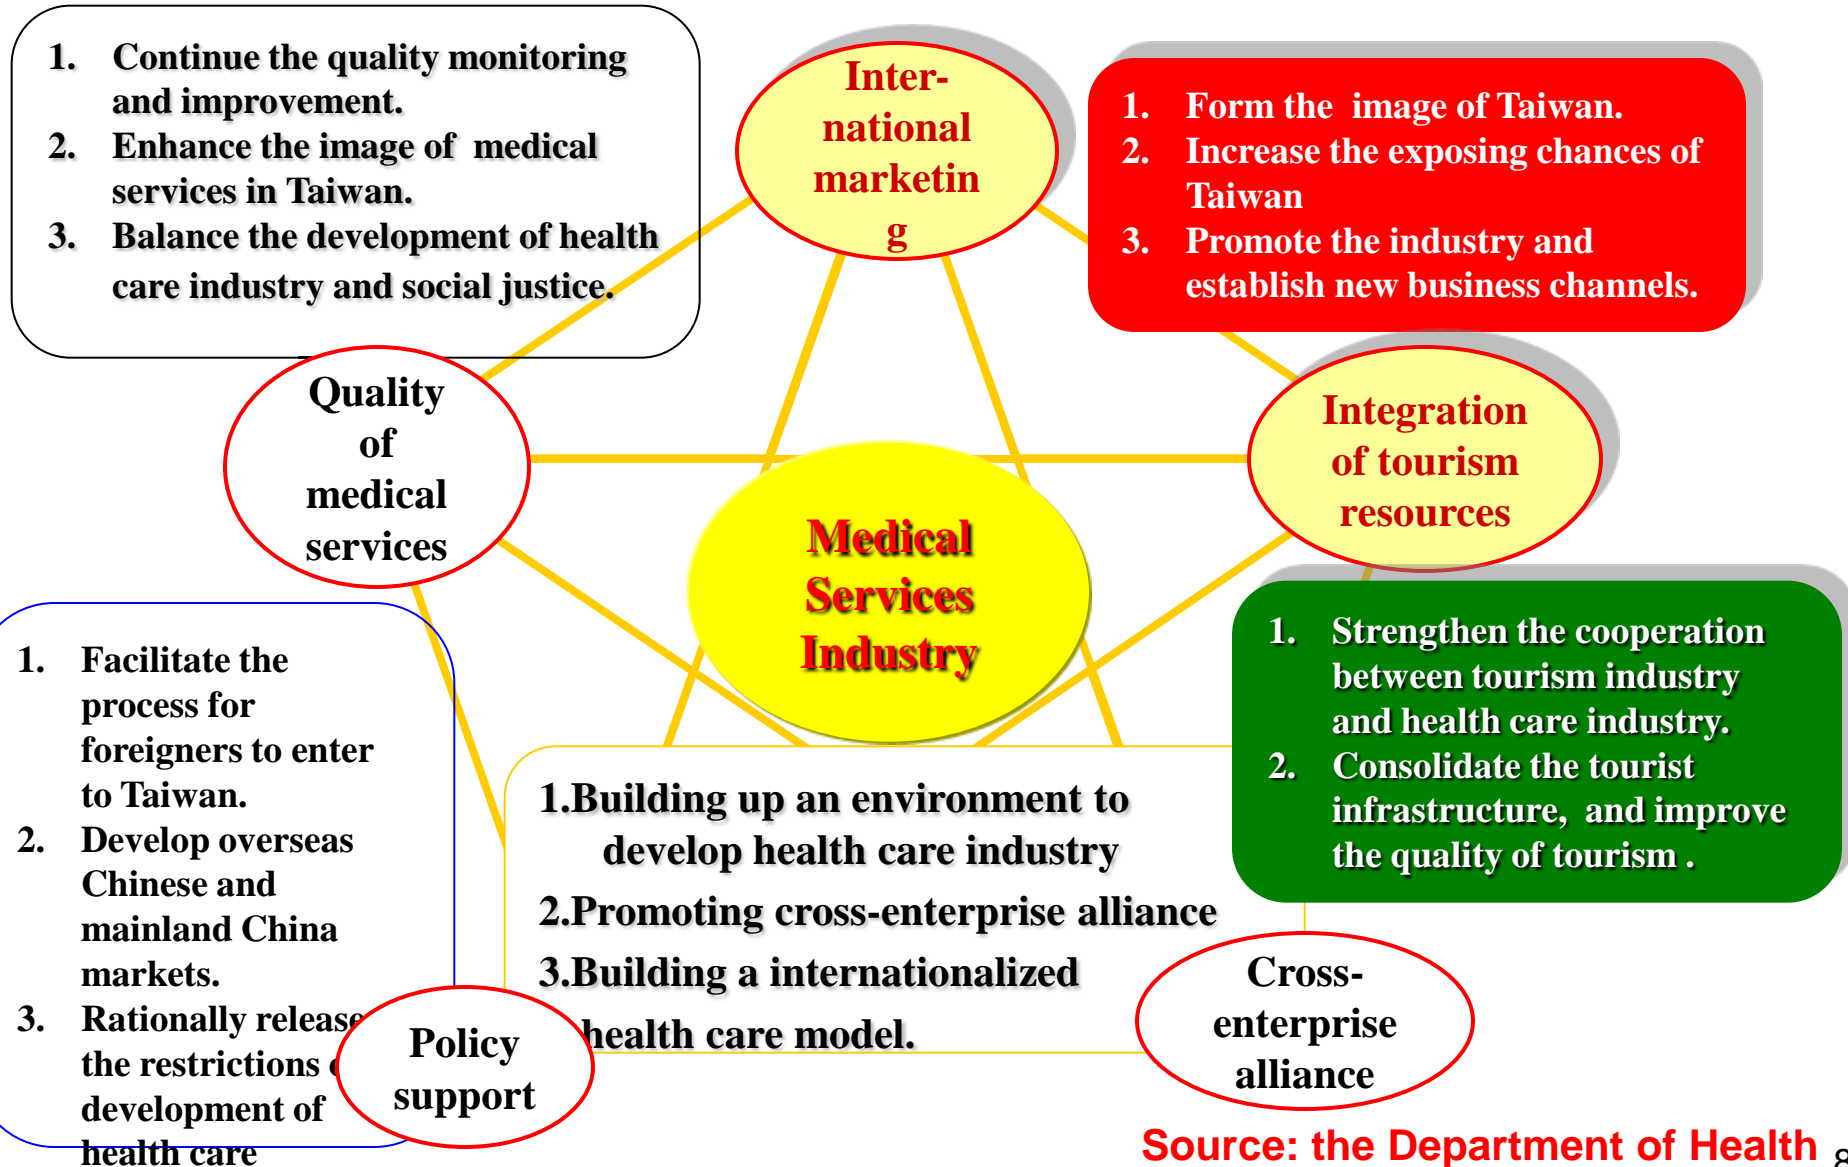 1. Continue the quality monitoring
and improvement.
2. Enhance the image of medical
services in Taiwan.
3. Balance the development of health
care industry and social justice.
Inter-
national
marketin
g
1. Form the image of Taiwan.
2. Increase the exposing chances of
Taiwan
3. Promote the industry and
establish new business channels.
Quality
of
medical
services
Integration
of tourism
resources
Medical
Services
Industry
1. Facilitate the
process for
foreigners to enter
to Taiwan.
2. Develop overseas
Chinese and
mainland China
markets.
3. Rationally release
the restrictions
development of
health care
1.Building up an environment to
develop health care industry
2.Promoting cross-enterprise alliance
3.Building a internationalized
health care model.
1. Strengthen the cooperation
between tourism industry
and health care industry.
2. Consolidate the tourist
infrastructure, and improve
the quality of tourism .
Policy
support
Cross-
enterprise
alliance
Source: the Department of Health